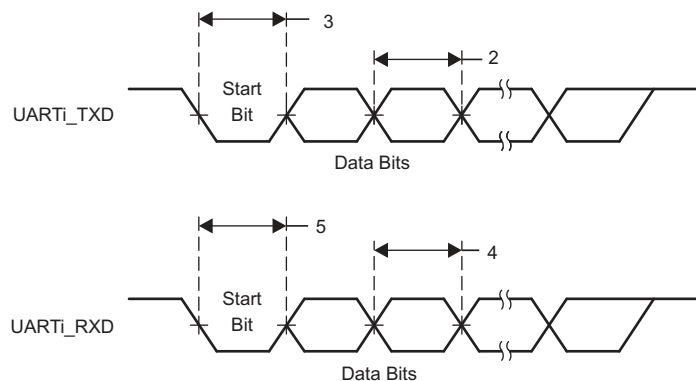 3
2
Start
Bit
UARTi_TXD
Data Bits
5
4
Start
Bit
UARTi_RXD
Data Bits